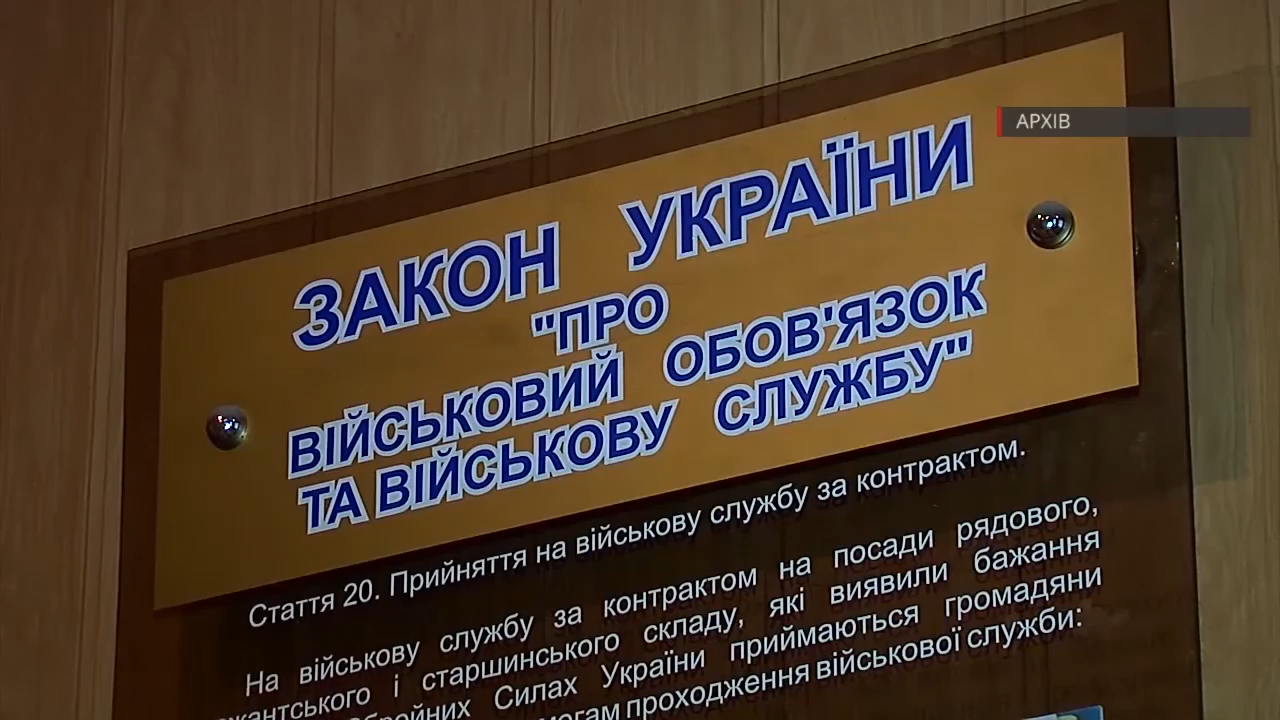 АРХІВ
ЗАКОН УКРАЇНИ
"ПРО
ВІЙСЬКОВИЙ ОБОВ'ЯЗОК
ТА ВІЙСЬКОВУ СЛУЖБУ"
Стаття 20. Прийняття на військову службу за контрактом.
На військову службу за контрактом на посади рядового,
і старшинського складу, які виявили бажання
Силах України приймаються громадяни
проходження військової служби: